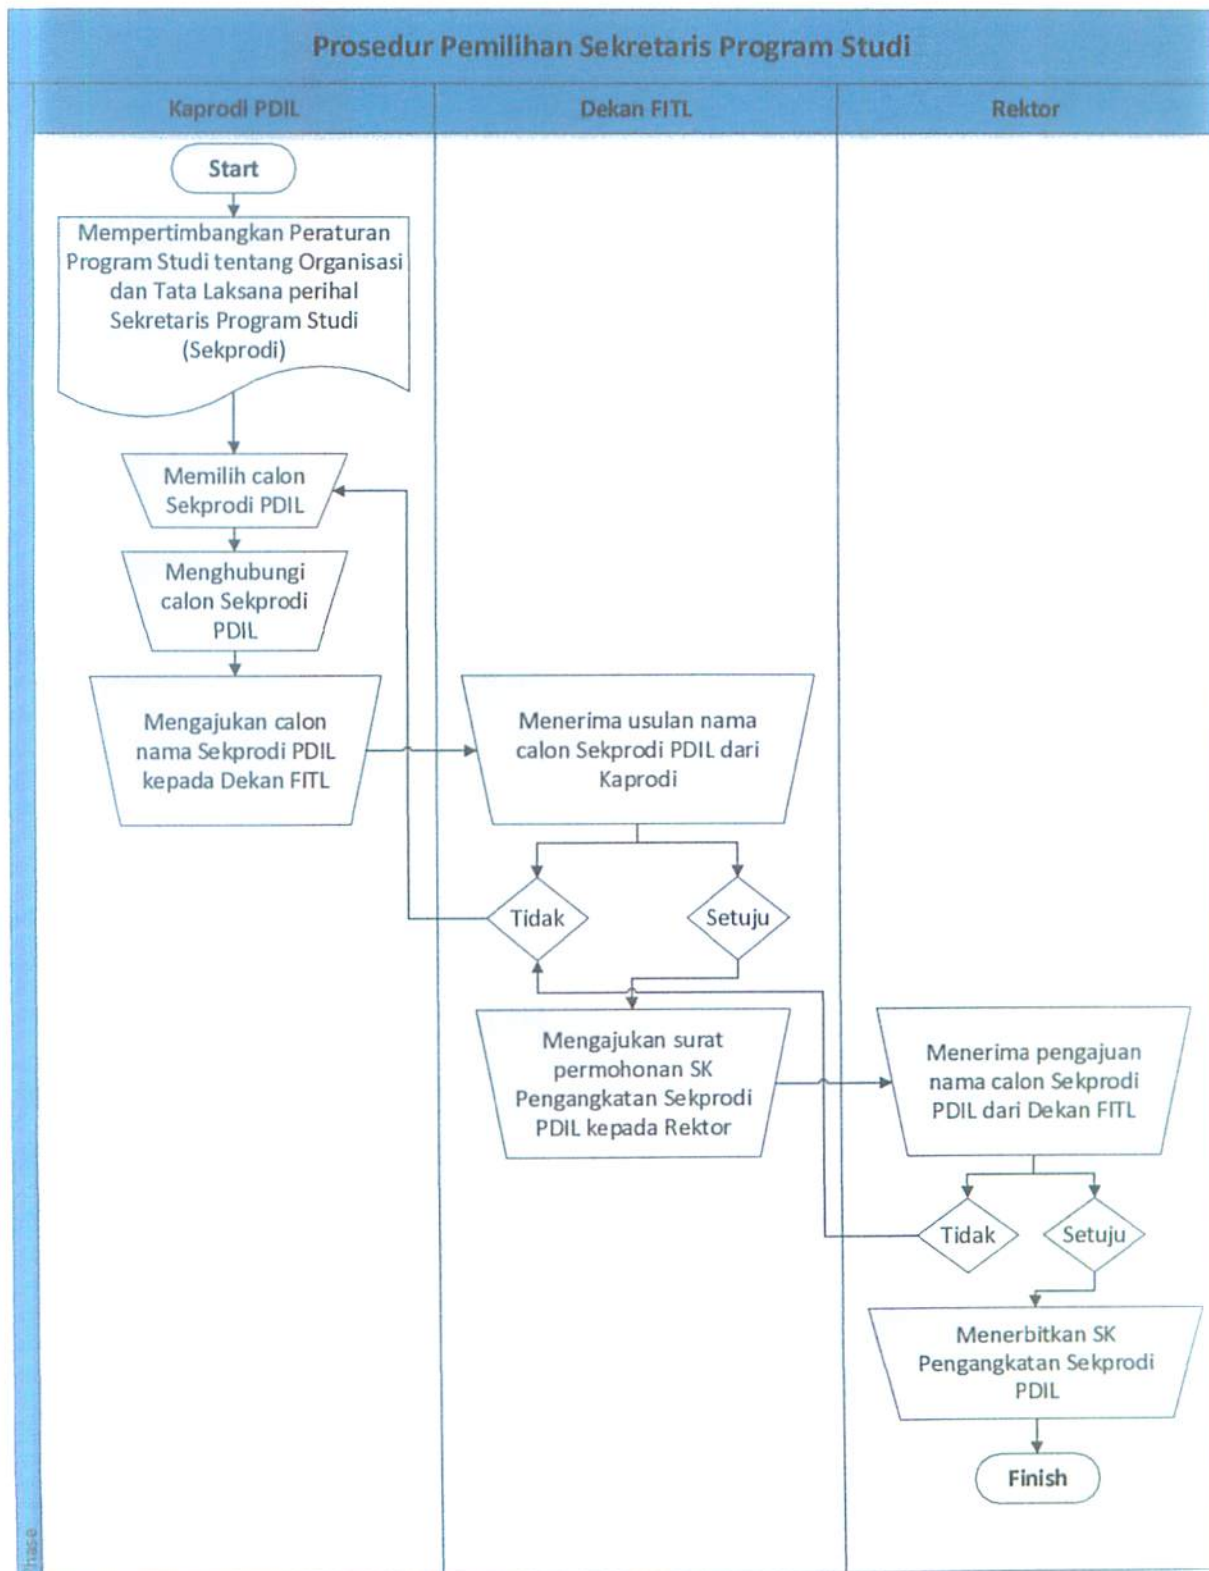 Prosedur Pemilihan Sekretaris Program Studi
Kaprodi PDIL
Dekan FITL
Rektor
Start
Mempertimbangkan Peraturan
Program Studi tentang Organisasi
dan Tata Laksana perihal
Sekretaris Program Studi
(Sekprodi)
Memilih calon
Sekprodi PDIL
Menghubungi
calon Sekprodi
PDIL
Mengajukan calon
nama Sekprodi PDIL
kepada Dekan FITL
Menerima usulan nama
calon Sekprodi PDIL dari
Kaprodi
Tidak
Setuju
Mengajukan surat
permohonan SK
Pengangkatan Sekprodi
PDIL kepada Rektor
Menerima pengajuan
nama calon Sekprodi
PDIL dari Dekan FITL
Tidak
Setuju
Menerbitkan SK
Pengangkatan Sekprodi
PDIL
Finish